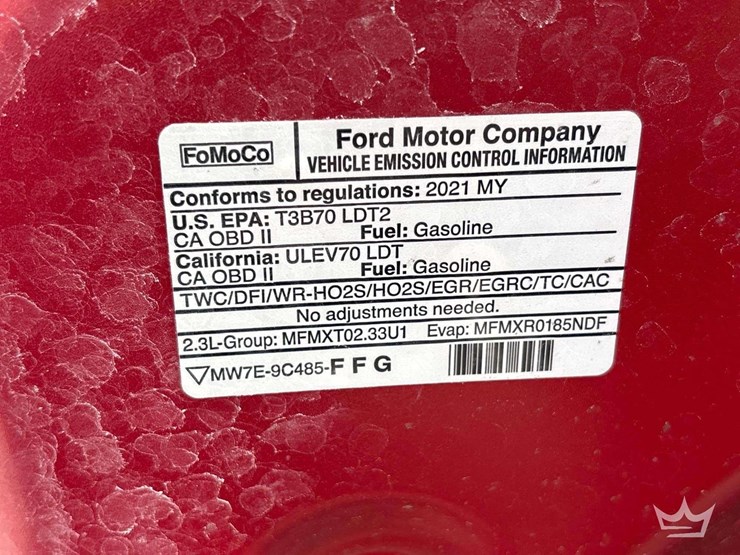 FoMoCo
Ford Motor Company
VEHICLE EMISSION CONTROL INFORMATION
Conforms to regulations: 2021 MY
U.S. EPA: T3B70 LDT2
CA OBD II Fuel: Gasoline
California: ULEV70 LDT
CA OBD II Fuel: Gasoline
TWC/DFI/WR-HO2S/HO2S/EGR/EGRC/TC/CAC
No adjustments needed.
2.3L-Group: MFMXT02.33U1 Evap: MFMXR0185NDF
MW7E-9C485-F F G